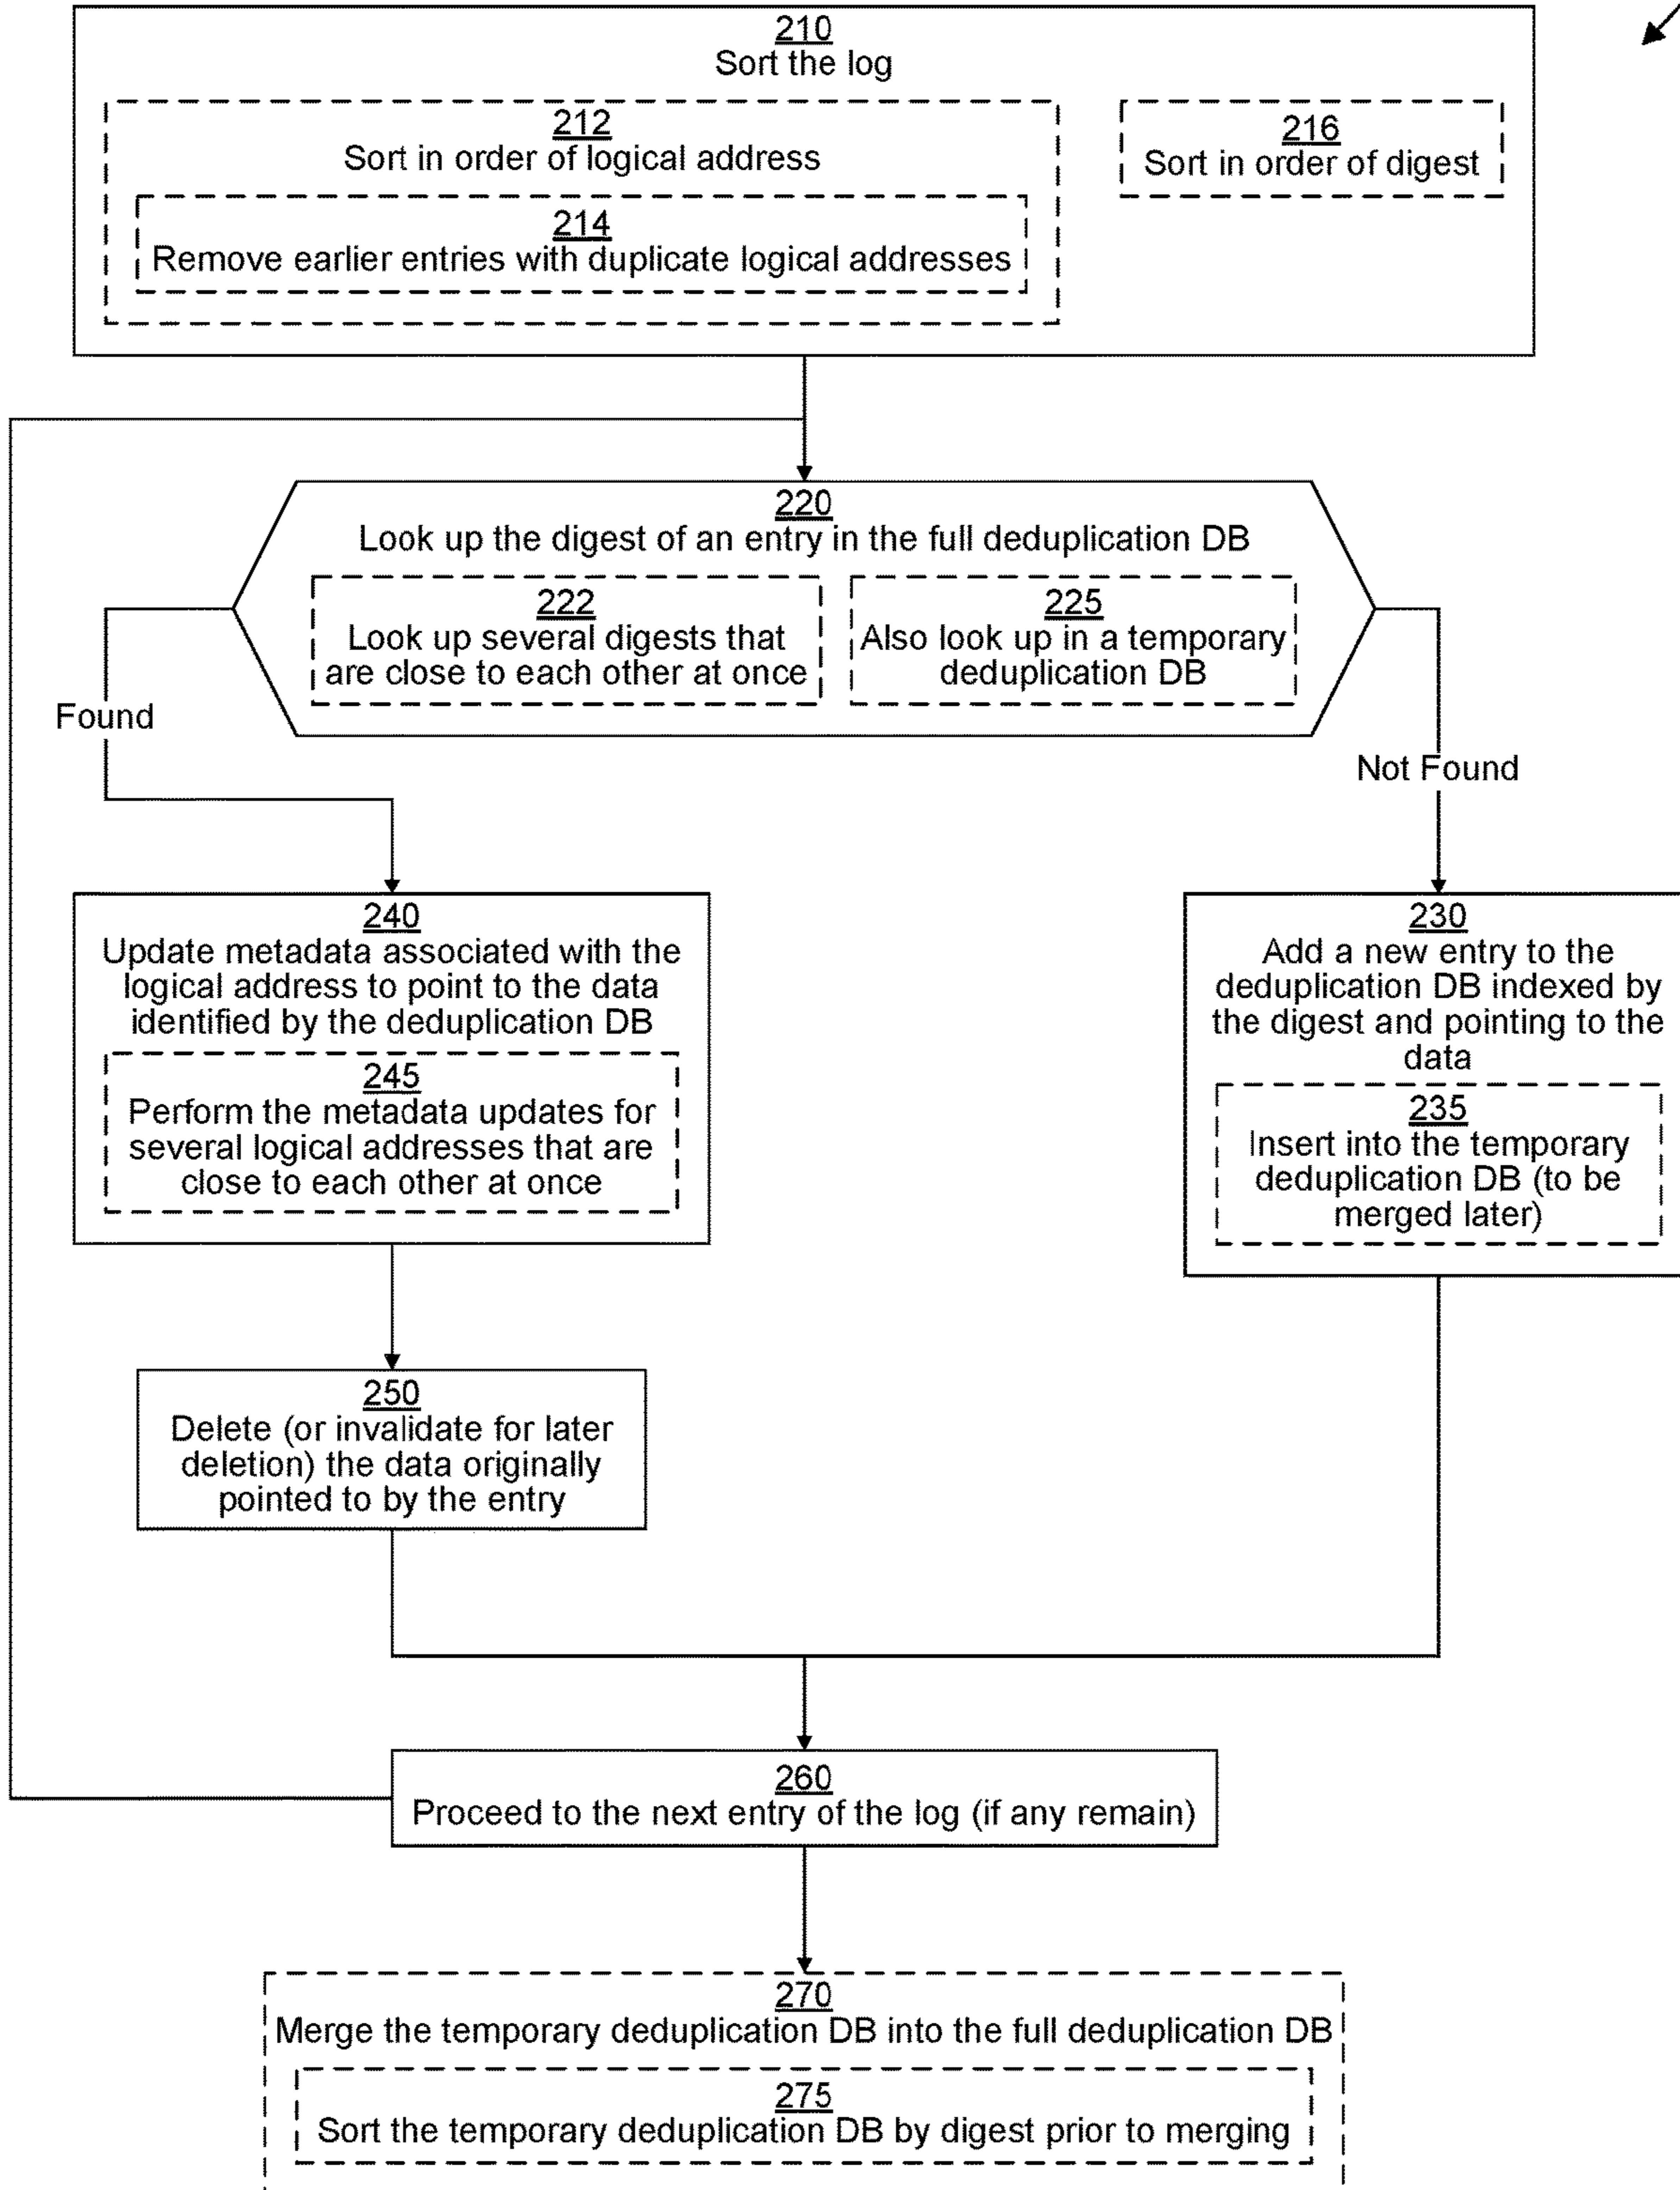 210
Sort the log
212
Sort in order of logical address
214
Remove earlier entries with duplicate logical addresses
216
Sort in order of digest
220
Look up the digest of an entry in the full deduplication DB
222
Look up several digests that
are close to each other at once
225
Also look up in a temporary
deduplication DB
Found
Not Found
240
Update metadata associated with the
logical address to point to the data
identified by the deduplication DB
245
Perform the metadata updates for
several logical addresses that are
close to each other at once
230
Add a new entry to the
deduplication DB indexed by
the digest and pointing to the
data
235
Insert into the temporary
deduplication DB (to be
merged later)
250
Delete (or invalidate for later
deletion) the data originally
pointed to by the entry
260
Proceed to the next entry of the log (if any remain)
270
Merge the temporary deduplication DB into the full deduplication DB
275
Sort the temporary deduplication DB by digest prior to merging